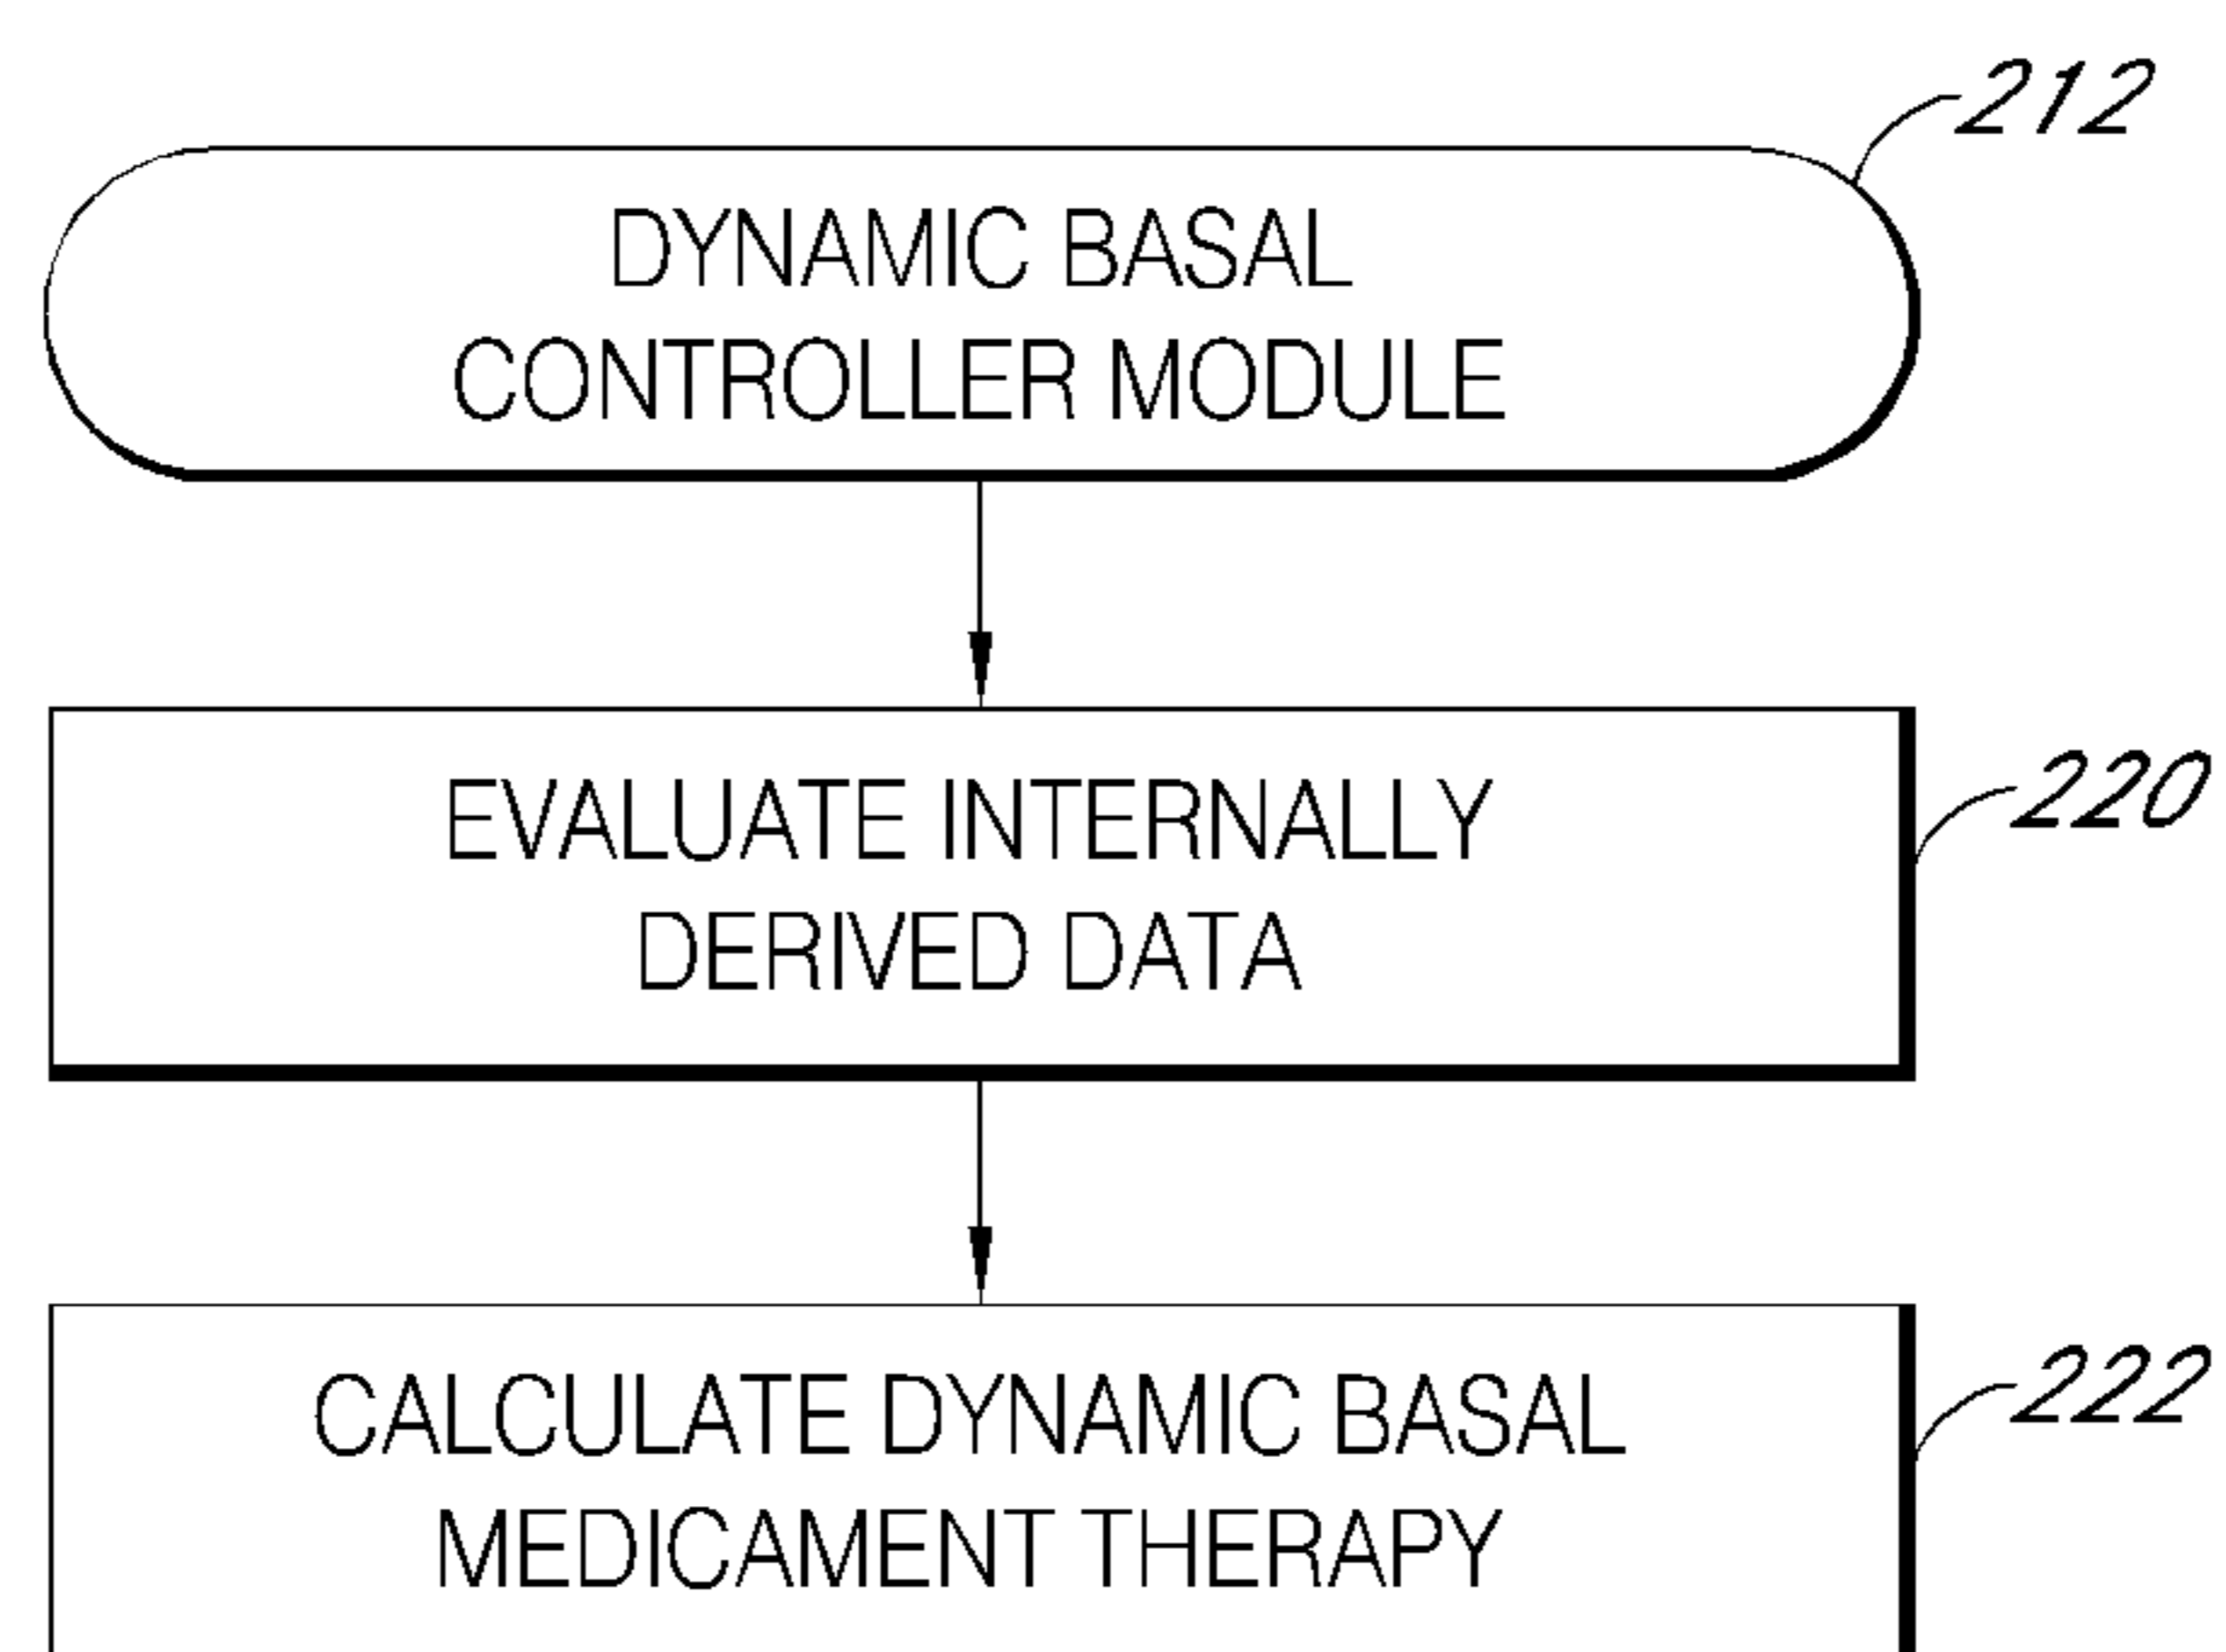 212
DYNAMIC BASAL
CONTROLLER MODULE
EVALUATE INTERNALLY
DERIVED DATA
220
CALCULATE DYNAMIC BASAL
MEDICAMENT THERAPY
222